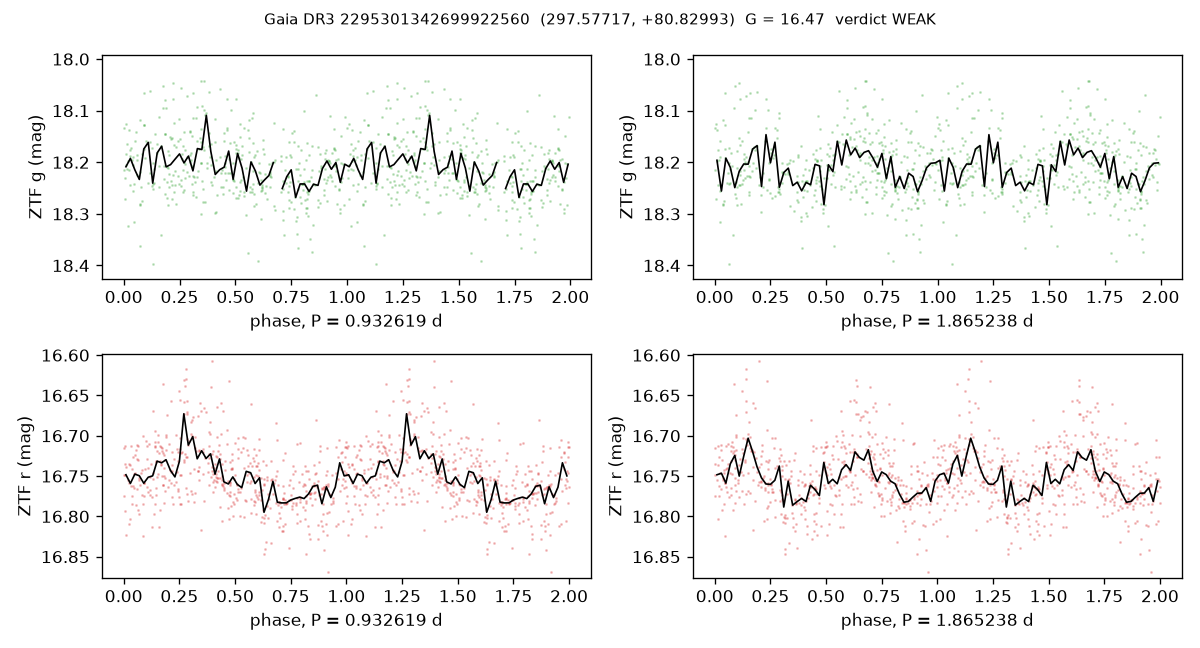 Gaia DR3 2295301342699922560 (297.57717, +80.82993) G = 16.47 verdict WEAK
ZTF g (mag)
18.0
18.1
18.2
18.3
18.4
0.00 0.25 0.50 0.75 1.00 1.25 1.50 1.75 2.00
phase, P = 0.932619 d
ZTF g (mag)
18.0
18.1
18.2
18.3
18.4
0.00 0.25 0.50 0.75 1.00 1.25 1.50 1.75 2.00
phase, P = 1.865238 d
ZTF r (mag)
16.60
16.65
16.70
16.75
16.80
16.85
0.00 0.25 0.50 0.75 1.00 1.25 1.50 1.75 2.00
phase, P = 0.932619 d
ZTF r (mag)
16.60
16.65
16.70
16.75
16.80
16.85
0.00 0.25 0.50 0.75 1.00 1.25 1.50 1.75 2.00
phase, P = 1.865238 d